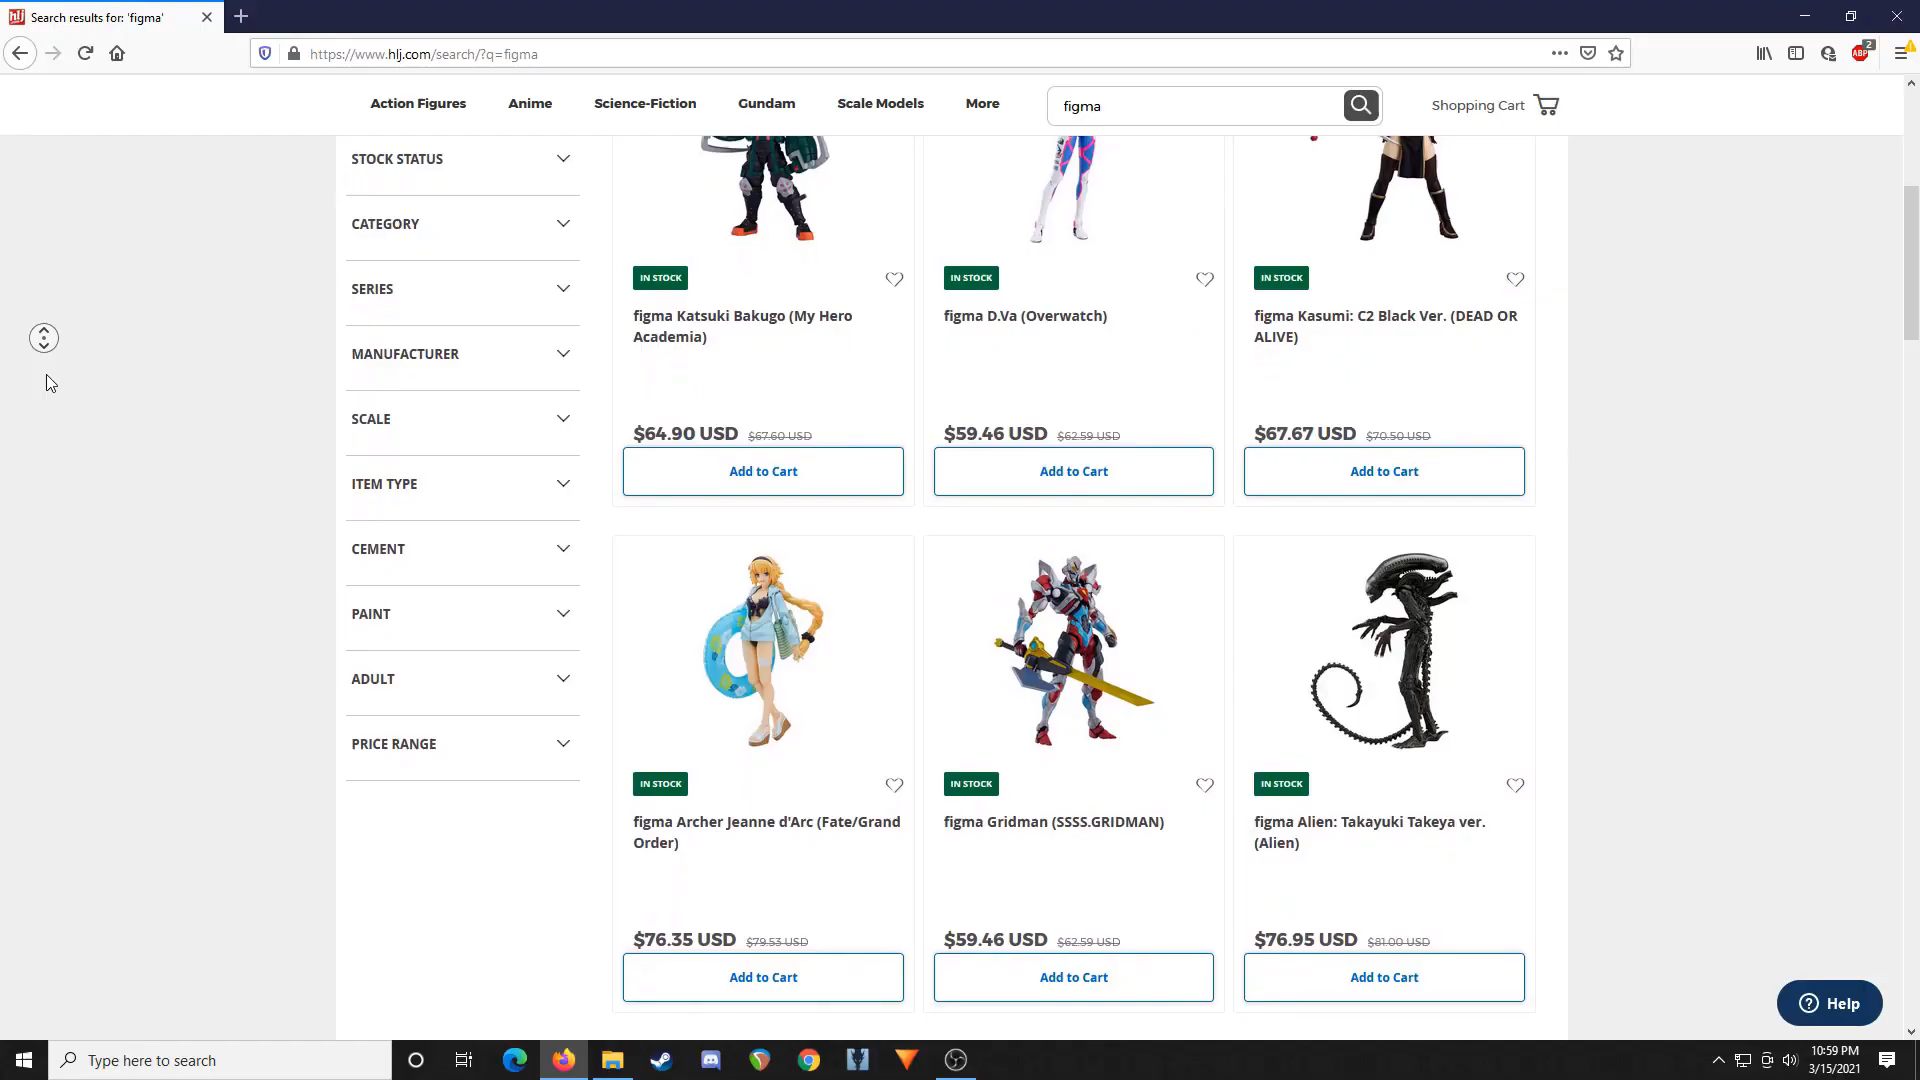 hlj Search results for: 'figma'
https://www.hlj.com/search/?q=figma
ABP 2
Action Figures Anime Science-Fiction Gundam Scale Models More figma Shopping Cart
STOCK STATUS
CATEGORY
SERIES
MANUFACTURER
SCALE
ITEM TYPE
CEMENT
PAINT
ADULT
PRICE RANGE
IN STOCK IN STOCK IN STOCK
figma Katsuki Bakugo (My Hero
Academia)
figma D.Va (Overwatch)
figma Kasumi: C2 Black Ver. (DEAD OR
ALIVE)
$64.90 USD $67.60 USD $59.46 USD $62.59 USD $67.67 USD $70.50 USD
Add to Cart Add to Cart Add to Cart
IN STOCK IN STOCK IN STOCK
figma Archer Jeanne d'Arc (Fate/Grand
Order)
figma Gridman (SSSS.GRIDMAN)
figma Alien: Takayuki Takeya ver.
(Alien)
$76.35 USD $79.53 USD $59.46 USD $62.59 USD $76.95 USD $81.00 USD
Add to Cart Add to Cart Add to Cart
? Help
Type here to search
10:59 PM
3/15/2021